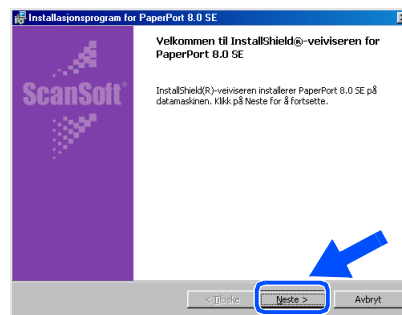 Installasjonsprogram for PaperPort 8.0 SE
Velkommen til InstallShield®-veiviseren for
PaperPort 8.0 SE
ScanSoft®
InstallShield(R)-veiviseren installerer PaperPort 8.0 SE på
datamaskinen. Klikk på Neste for å fortsette.
< Tilbake
Neste >
Avbryt